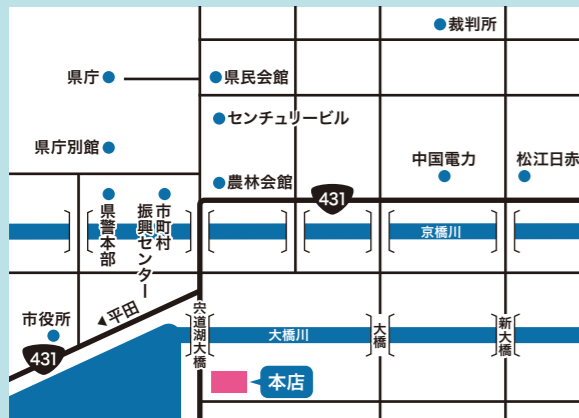 裁判所
県庁
県民会館
センチュリービル
県庁別館
中国電力
松江日赤
農林会館
431
県警本部
市町村
振興センター
京橋川
平田
市役所
431
宍道湖大橋
大橋川
大橋
新大橋
本店